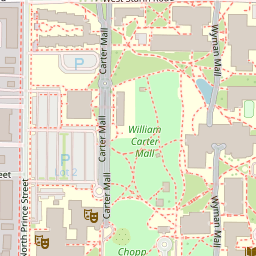 West Stann Road
Carter Mall
Wyman Mall
P
Carter Mall
William
Carter
Mall
P
Lot 2
Carter Mall
Wyman Mall
North Prince Street
Chopp